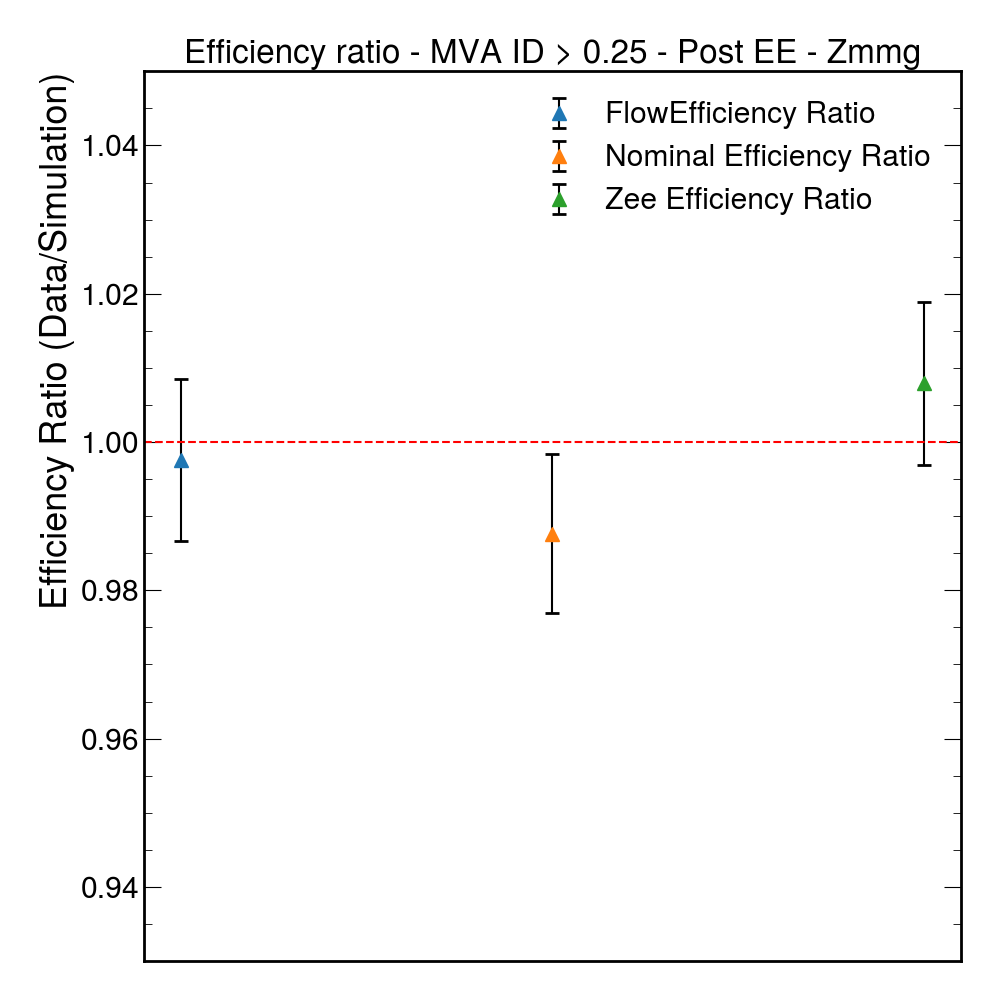 Efficiency ratio - MVA ID > 0.25 - Post EE - Zmmg
Efficiency Ratio (Data/Simulation)
FlowEfficiency Ratio
Nominal Efficiency Ratio
Zee Efficiency Ratio
1.04
1.02
1.00
0.98
0.96
0.94